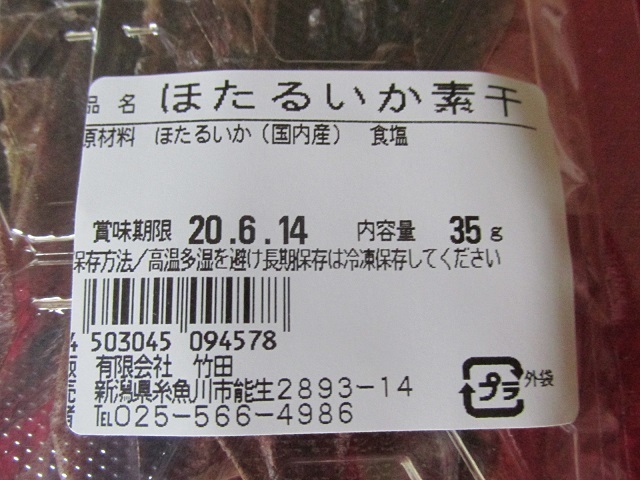 品名 ほたるいか素干
原材料 ほたるいか（国内産） 食塩
賞味期限 20.6.14 内容量 35g
保存方法／高温多湿を避け長期保存は冷凍保存してください
4 503045 094578
有限会社 竹田
新潟県糸魚川市能生2893-14
TEL025-566-4986
プラ 外袋